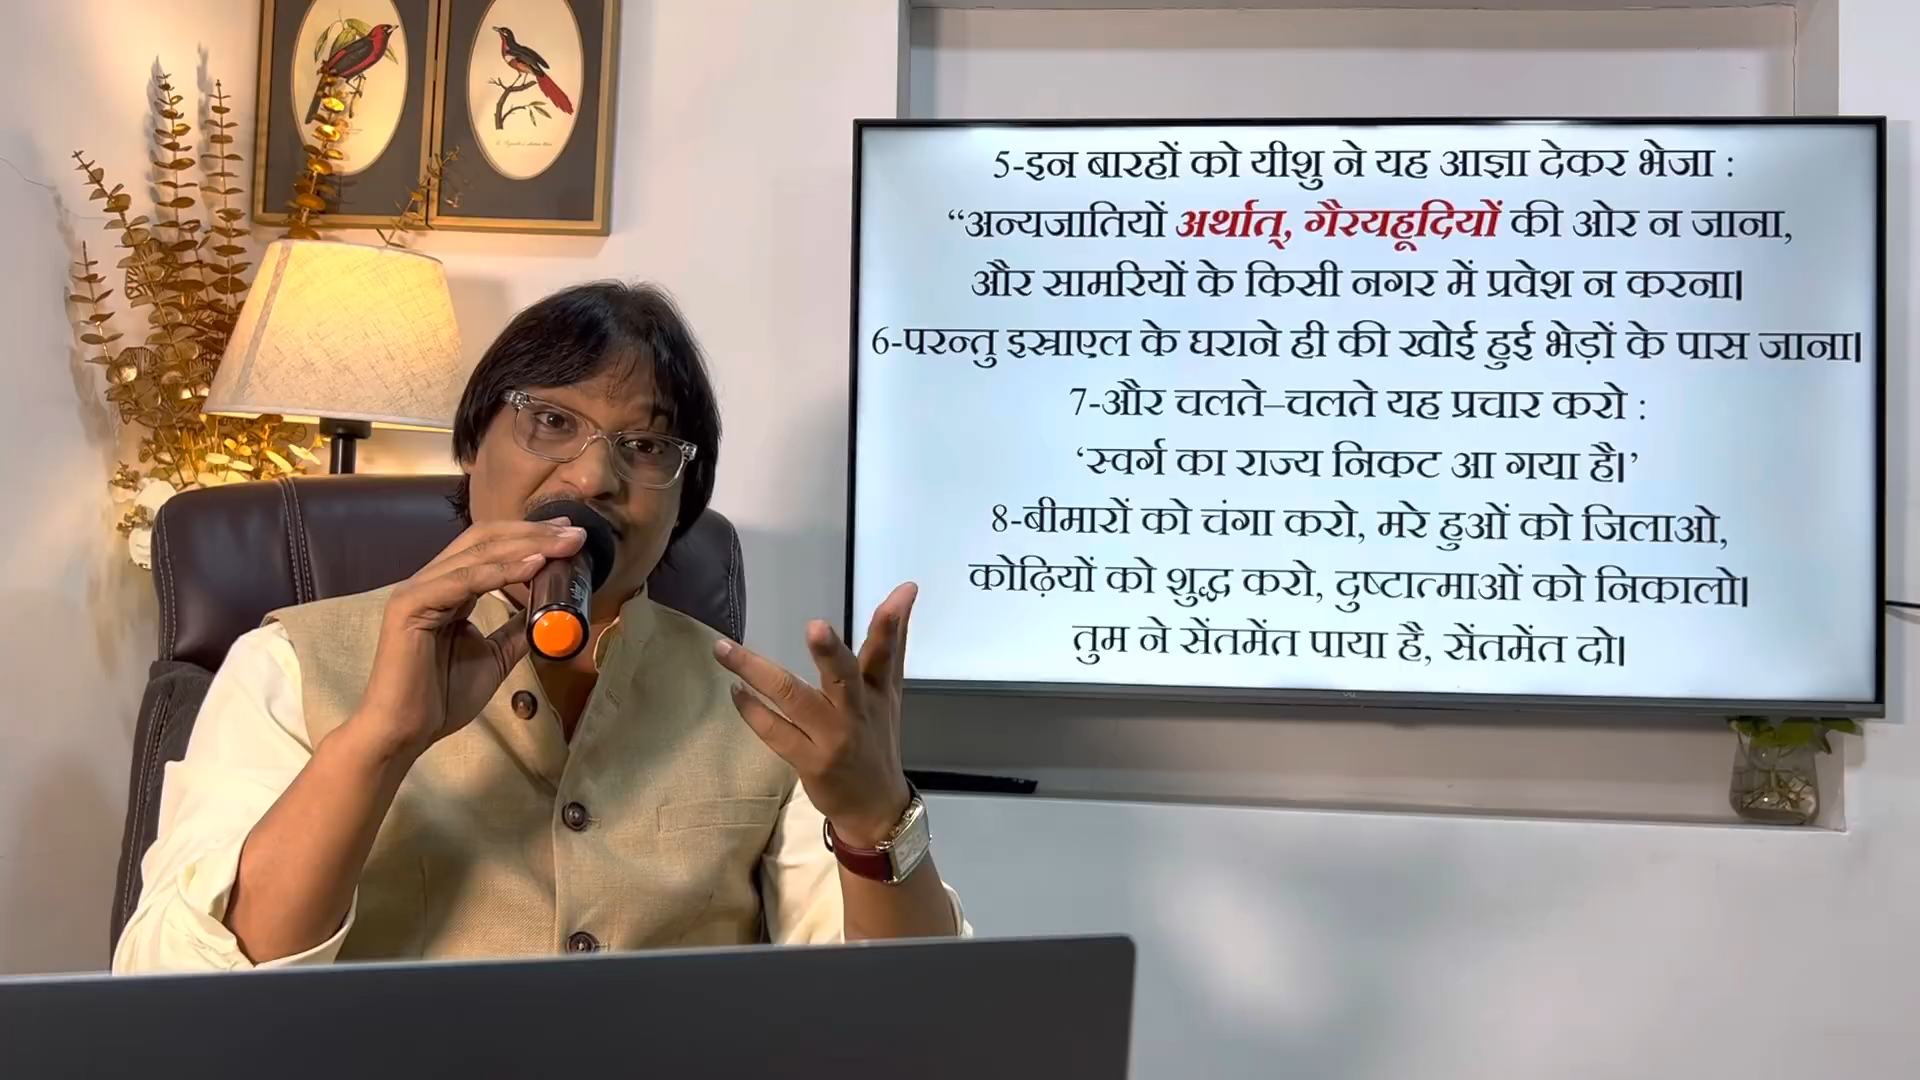 5-इन बारहों को यीशु ने यह आज्ञा देकर भेजा :
“अन्यजातियों अर्थात्, गैरयहूदियों की ओर न जाना,
और सामरियों के किसी नगर में प्रवेश न करना।
6-परन्तु इस्राएल के घराने ही की खोई हुई भेड़ों के पास जाना।
7-और चलते–चलते यह प्रचार करो :
‘स्वर्ग का राज्य निकट आ गया है।’
8-बीमारों को चंगा करो, मरे हुओं को जिलाओ,
कोढ़ियों को शुद्ध करो, दुष्टात्माओं को निकालो।
तुम ने सेंतमेंत पाया है, सेंतमेंत दो।